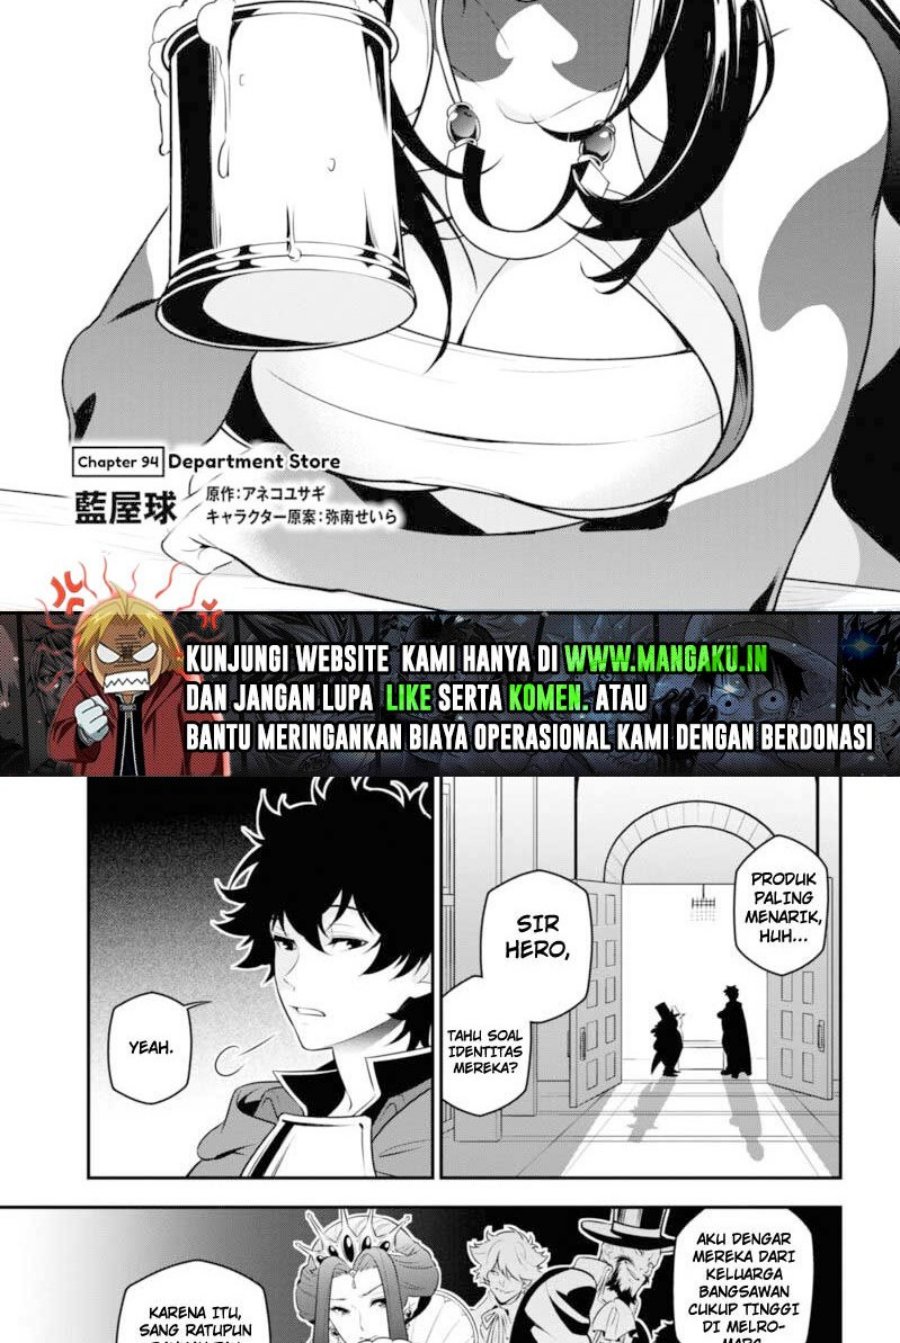 Chapter 94 Department Store
藍屋球
原作:アネコユサギ
キャラクター原案:弥南せいら
KUNJUNGI WEBSITE KAMI HANYA DI WWW.MANGAKU.IN
DAN JANGAN LUPA LIKE SERTA KOMEN. ATAU
BANTU MERINGANKAN BIAYA OPERASIONAL KAMI DENGAN BERDONASI
PRODUK
PALING
MENARIK,
HUH...
SIR
HERO,
TAHU SOAL
IDENTITAS
MEREKA?
YEAH.
AKU DENGAR
MEREKA DARI
KELUARGA
BANGSAWAN
CUKUP TINGGI
DI MELRO-
KARENA ITU,
SANG RATUPUN